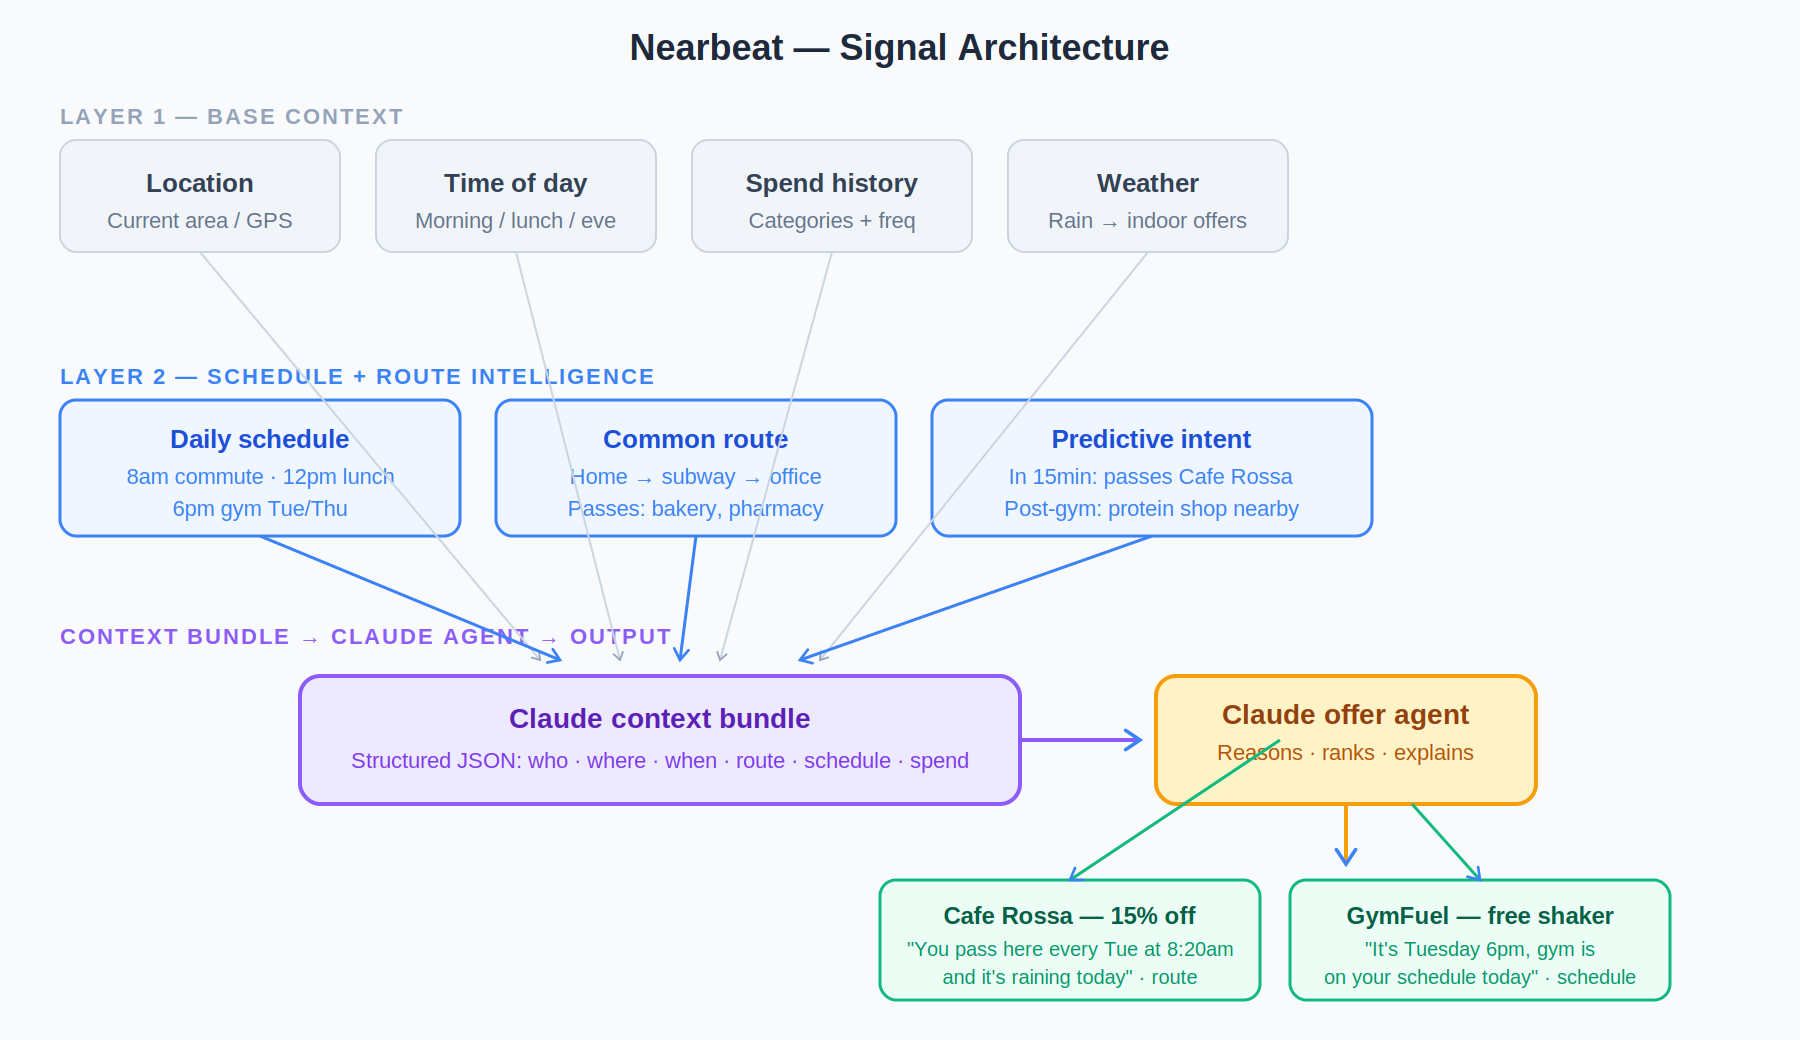 Nearbeat — Signal Architecture
LAYER 1 — BASE CONTEXT
Location
Current area / GPS
Time of day
Morning / lunch / eve
Spend history
Categories + freq
Weather
Rain → indoor offers
LAYER 2 — SCHEDULE + ROUTE INTELLIGENCE
Daily schedule
8am commute · 12pm lunch
6pm gym Tue/Thu
Common route
Home → subway → office
Passes: bakery, pharmacy
Predictive intent
In 15min: passes Cafe Rossa
Post-gym: protein shop nearby
CONTEXT BUNDLE → CLAUDE AGENT → OUTPUT
Claude context bundle
Structured JSON: who · where · when · route · schedule · spend
Claude offer agent
Reasons · ranks · explains
Cafe Rossa — 15% off
"You pass here every Tue at 8:20am
and it's raining today" · route
GymFuel — free shaker
"It's Tuesday 6pm, gym is
on your schedule today" · schedule